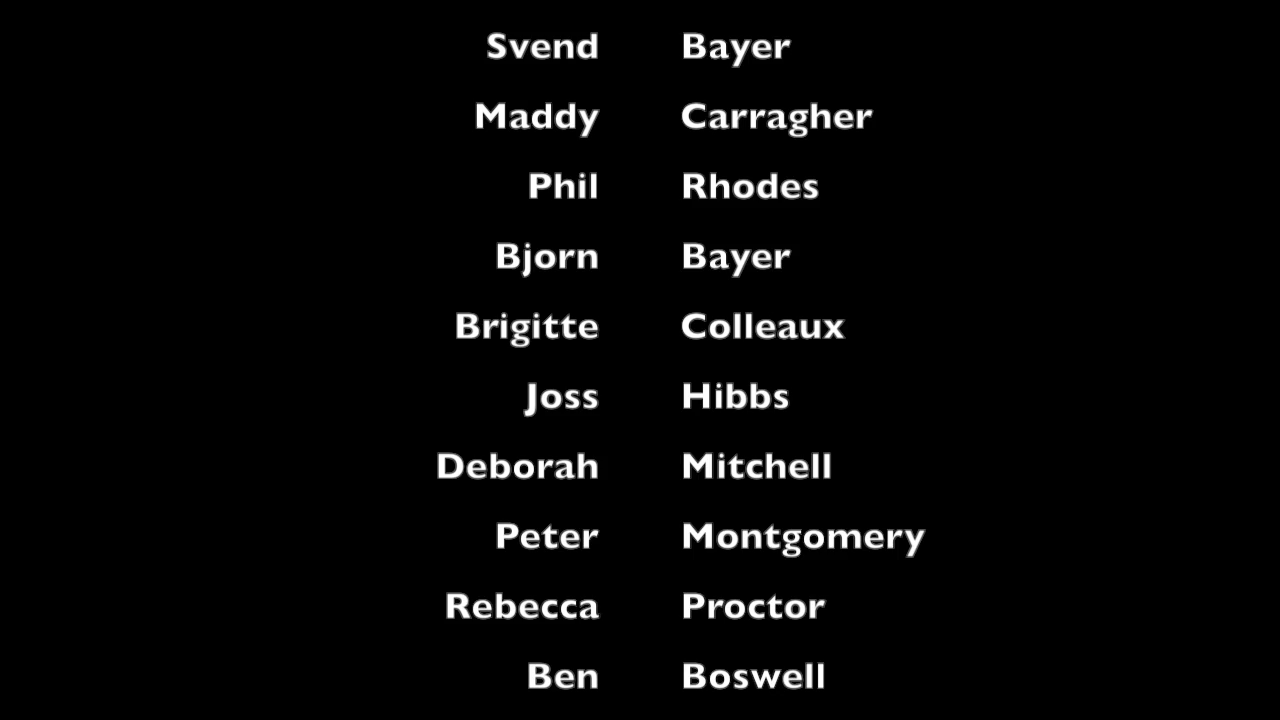 Svend Bayer
Maddy Carragher
Phil Rhodes
Bjorn Bayer
Brigitte Colleaux
Joss Hibbs
Deborah Mitchell
Peter Montgomery
Rebecca Proctor
Ben Boswell